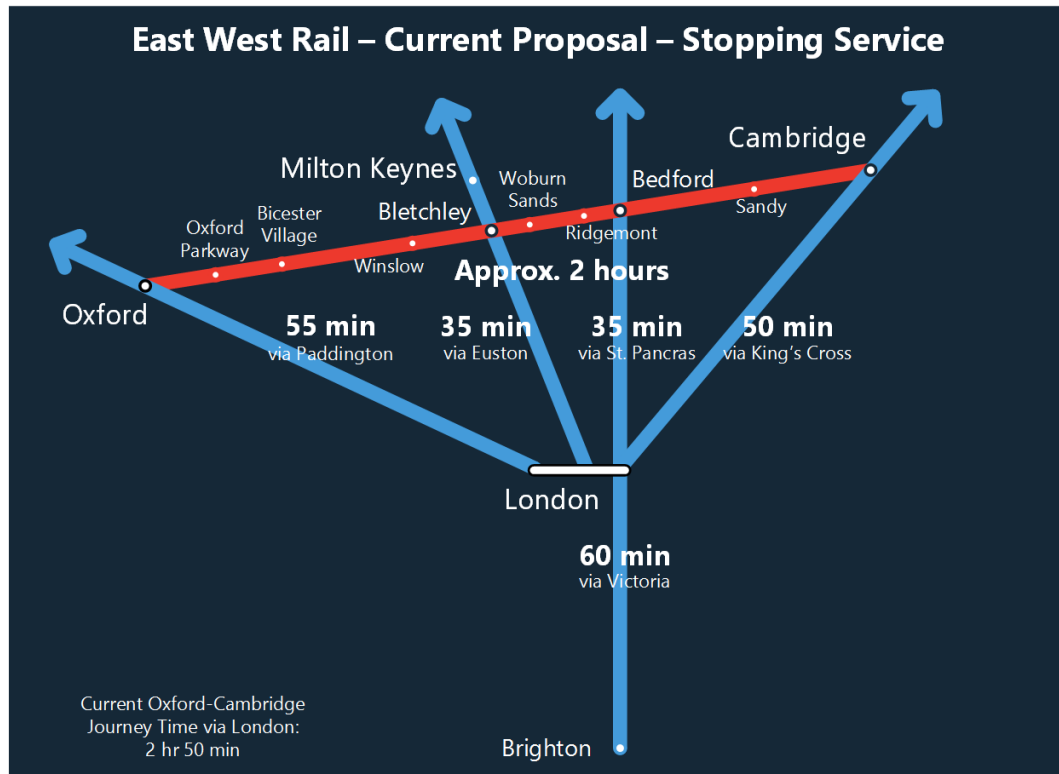 East West Rail – Current Proposal – Stopping Service
Cambridge
Milton Keynes
Woburn
Sands
Bedford
Bletchley
Sandy
Bicester
Village
Oxford
Parkway
Ridgemont
Winslow
Approx. 2 hours
Oxford
55 min
via Paddington
35 min
via Euston
35 min
via St. Pancras
50 min
via King's Cross
London
60 min
via Victoria
Current Oxford-Cambridge
Journey Time via London:
2 hr 50 min
Brighton